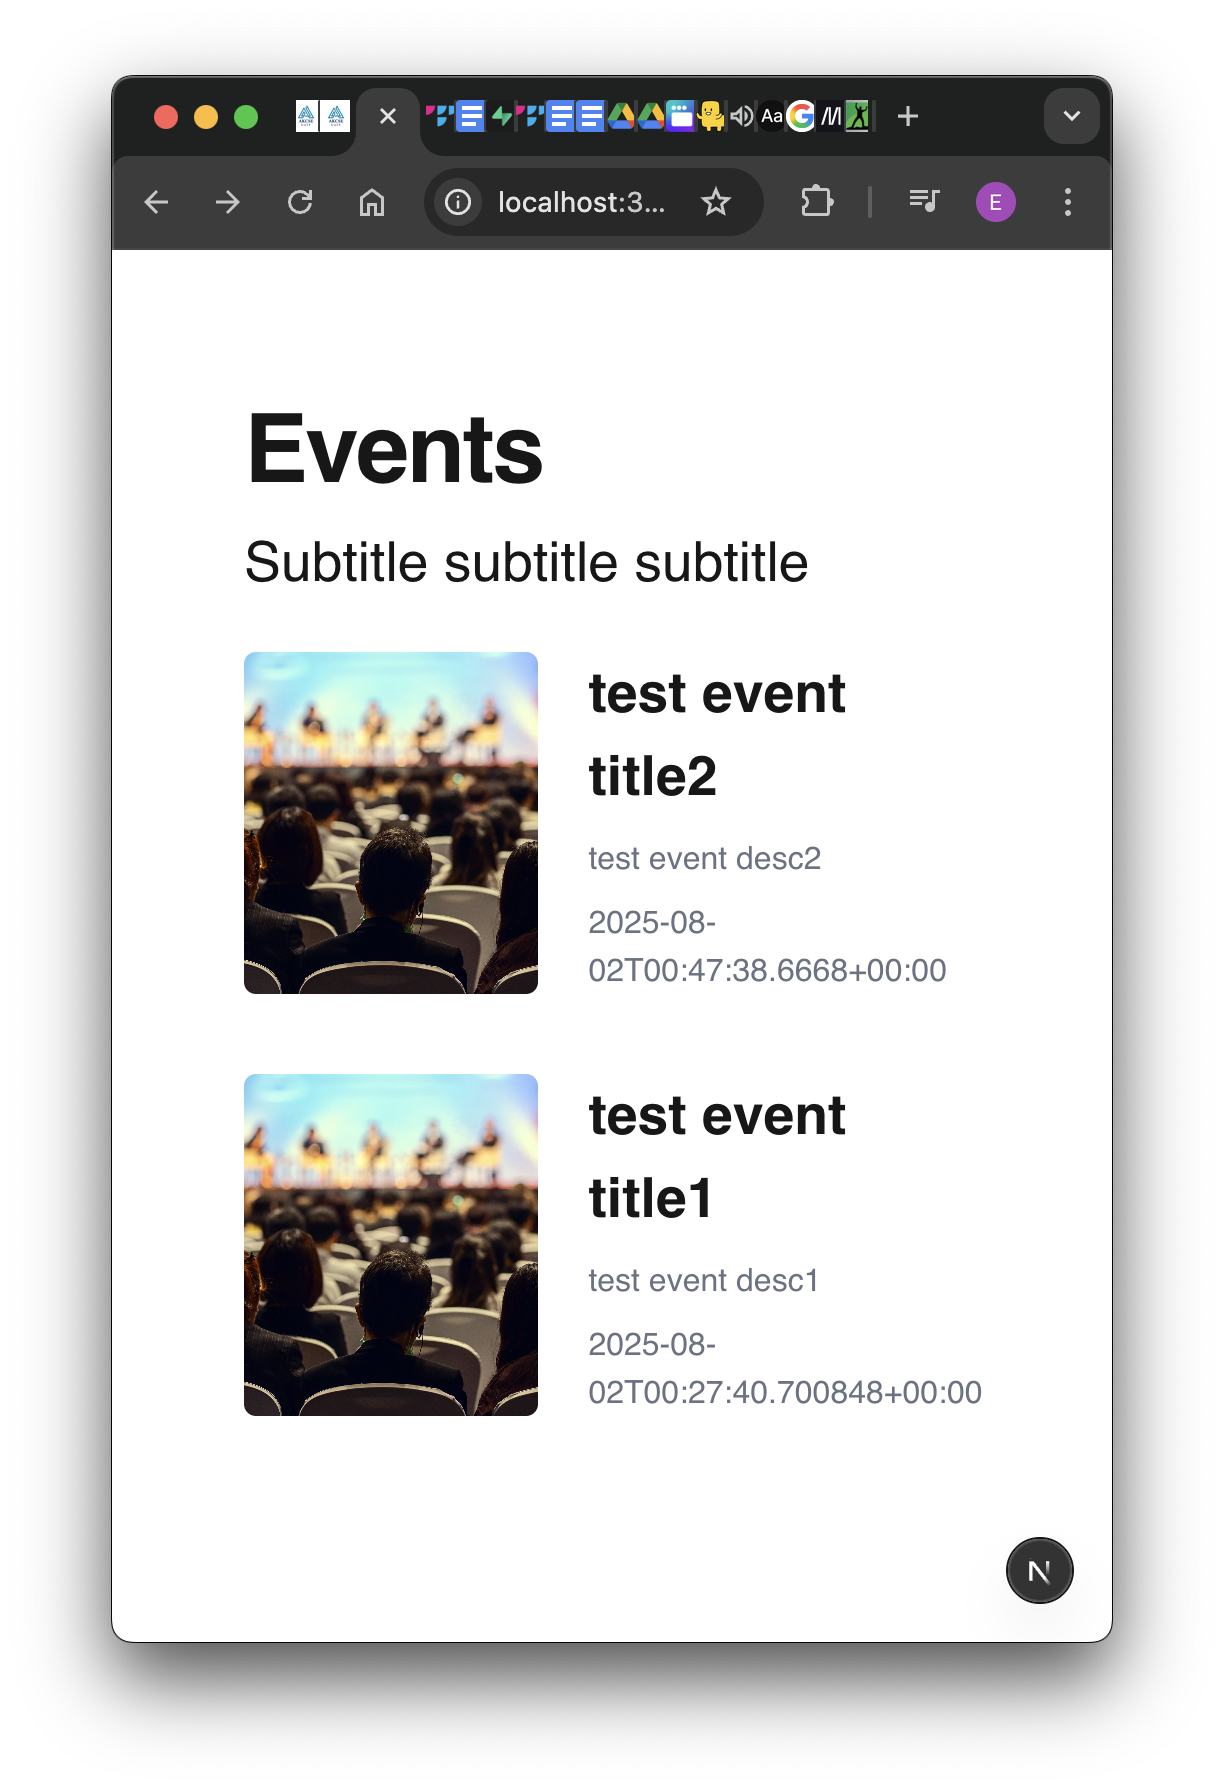 Aa
localhost:3...
E
Events
Subtitle subtitle subtitle
test event
title2
test event desc2
2025-08-
02T00:47:38.6668+00:00
test event
title1
test event desc1
2025-08-
02T00:27:40.700848+00:00
N